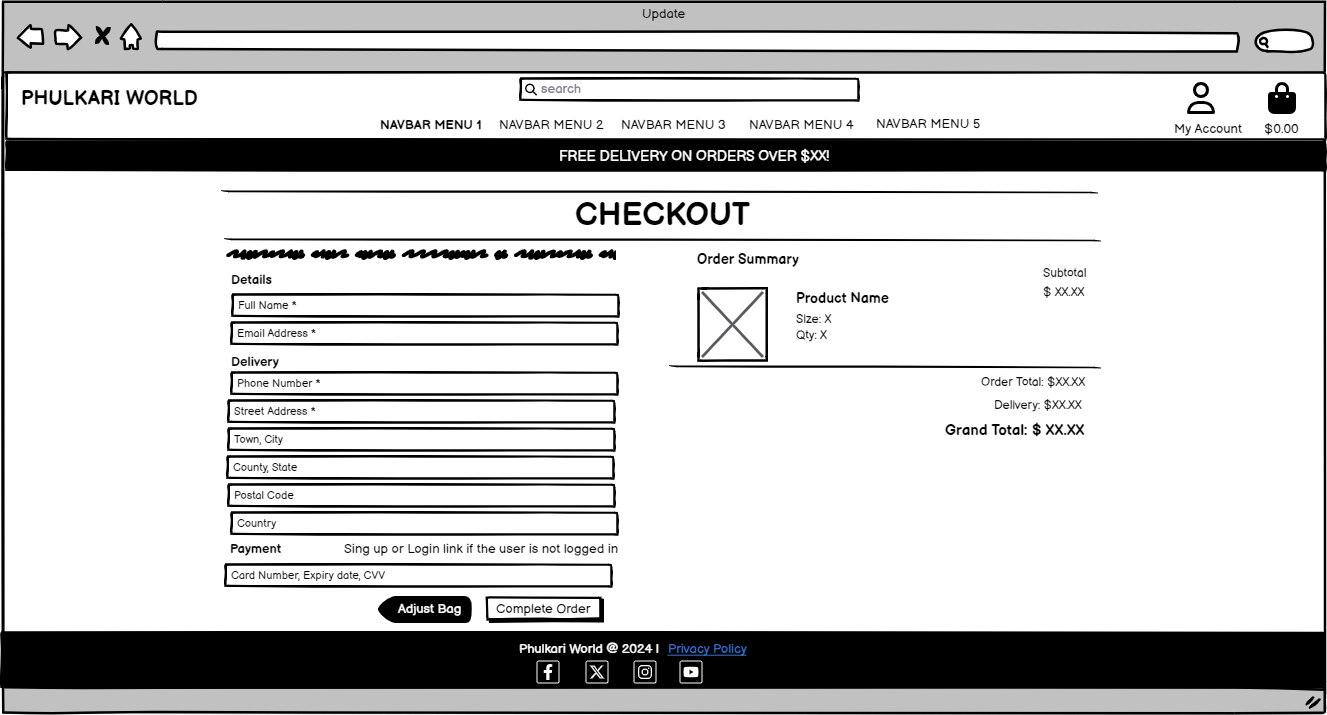 Update
PHULKARI WORLD
search
NAVBAR MENU 1 NAVBAR MENU 2 NAVBAR MENU 3 NAVBAR MENU 4 NAVBAR MENU 5
My Account
$0.00
FREE DELIVERY ON ORDERS OVER $XX!
CHECKOUT
Details
Full Name *
Email Address *
Delivery
Phone Number *
Street Address *
Town, City
County, State
Postal Code
Country
Payment Sing up or Login link if the user is not logged in
Card Number, Expiry date, CVV
Adjust Bag Complete Order
Order Summary
Subtotal
$ XX.XX
Product Name
Size: X
Qty: X
Order Total: $XX.XX
Delivery: $XX.XX
Grand Total: $ XX.XX
Phulkari World @ 2024 | Privacy Policy